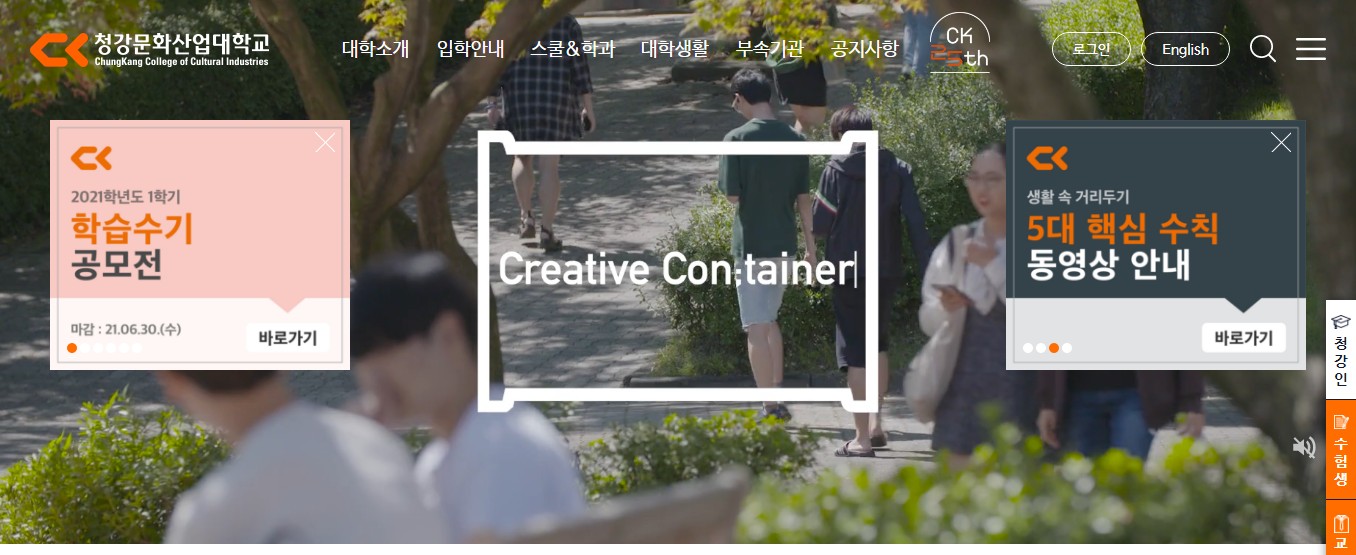 청강문화산업대학교
ChungKang College of Cultural Industries
대학소개 입학안내 스쿨&학과 대학생활 부속기관 공지사항
CK
25th
로그인 English
CK
2021학년도 1학기
학습수기
공모전
마감 : 21.06.30.(수)
바로가기
Creative Con;tainer
CK
생활 속 거리두기
5대 핵심 수칙
동영상 안내
바로가기
청강인
수험생
교